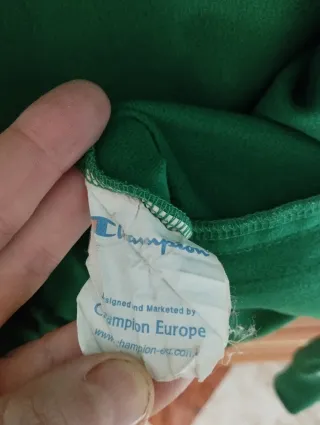 Champion
Designed and Marketed by
Champion Europe
www.champion-eu.com